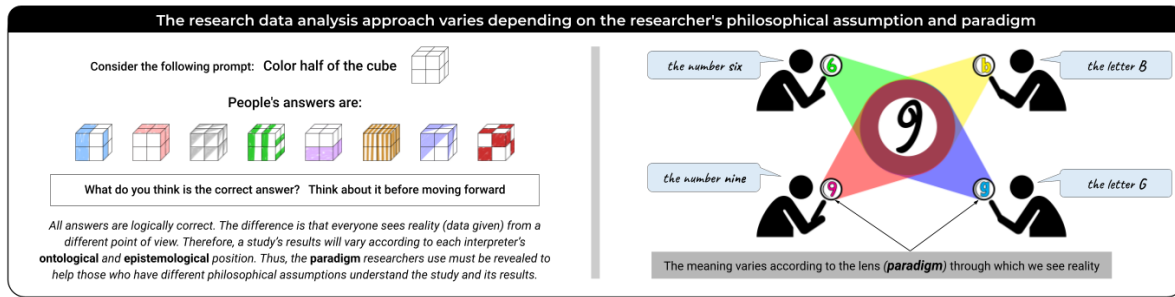 The research data analysis approach varies depending on the researcher's philosophical assumption and paradigm
Consider the following prompt: Color half of the cube
People's answers are:
What do you think is the correct answer? Think about it before moving forward
All answers are logically correct. The difference is that everyone sees reality (data given) from a
different point of view. Therefore, a study's results will vary according to each interpreter's
ontological and epistemological position. Thus, the paradigm researchers use must be revealed to
help those who have different philosophical assumptions understand the study and its results.
the number six
6
b
the letter B
9
the number nine
9
g
the letter G
The meaning varies according to the lens (paradigm) through which we see reality